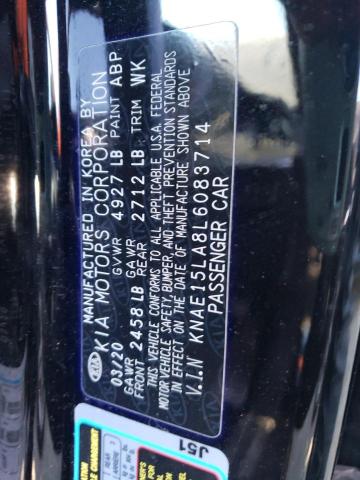 MANUFACTURED IN KOREA BY
KIA MOTORS CORPORATION
03/20 GVWR 4927 LB PAINT ABP
GAWR FRONT 2458 LB GAWR REAR 2712 LB TRIM WK
THIS VEHICLE CONFORMS TO ALL APPLICABLE U.S.A. FEDERAL
MOTOR VEHICLE SAFETY, BUMPER, AND THEFT PREVENTION STANDARDS
IN EFFECT ON THE DATE OF MANUFACTURE SHOWN ABOVE
V.I.N KNAE15LA8L6083714
PASSENGER CAR
J51